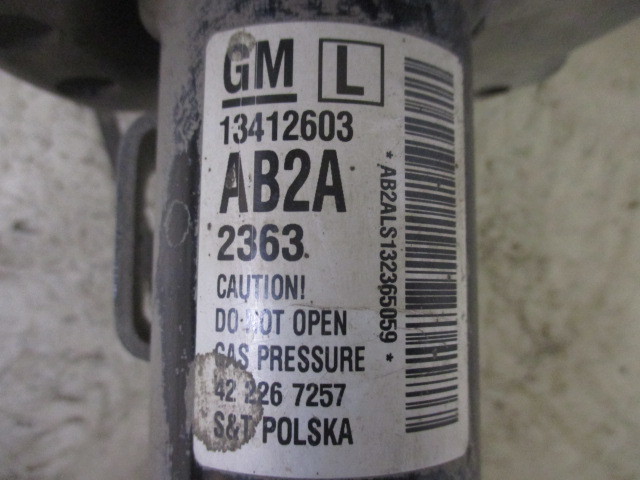 GM L
13412603
AB2A
2363
CAUTION!
DO NOT OPEN
GAS PRESSURE
42 226 7257
S&T POLSKA
* AB2ALS132365059 *